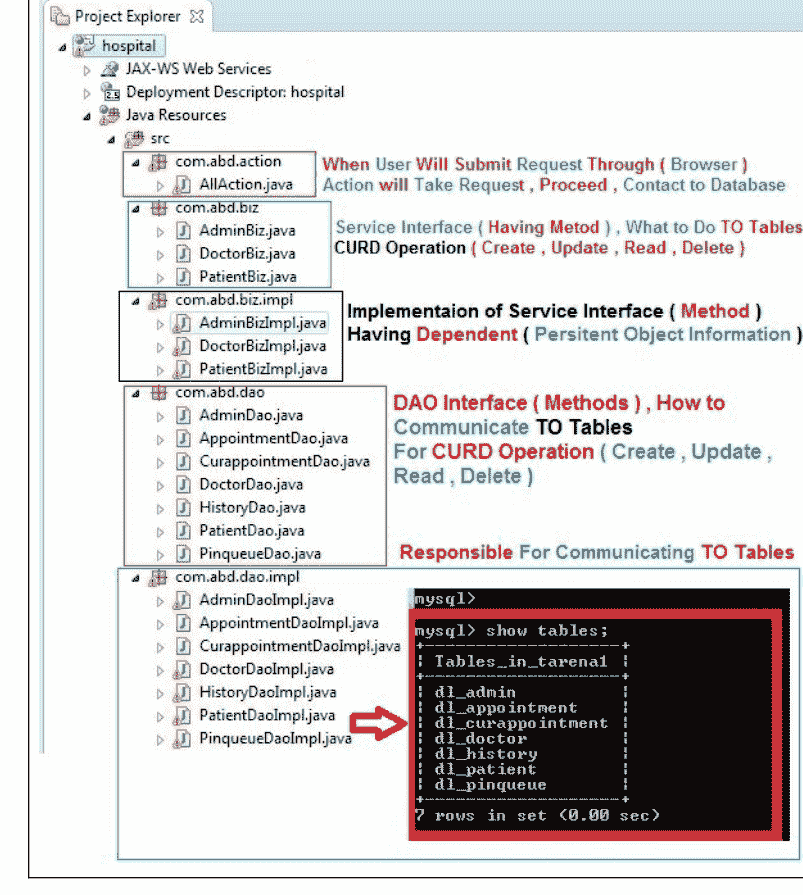 Project Explorer
hospital
JAX-WS Web Services
2.5 Deployment Descriptor: hospital
Java Resources
src
com.abd.action
AllAction.java
When User Will Submit Request Through ( Browser )
Action will Take Request , Proceed , Contact to Database
com.abd.biz
AdminBiz.java
DoctorBiz.java
PatientBiz.java
Service Interface ( Having Metod ) , What to Do TO Tables
CURD Operation ( Create , Update , Read , Delete )
com.abd.biz.impl
AdminBizImpl.java
DoctorBizImpl.java
PatientBizImpl.java
Implementaion of Service Interface ( Method )
Having Dependent ( Persitent Object Information )
com.abd.dao
AdminDao.java
AppointmentDao.java
CurappointmentDao.java
DoctorDao.java
HistoryDao.java
PatientDao.java
PinqueueDao.java
DAO Interface ( Methods ) , How to
Communicate TO Tables
For CURD Operation ( Create , Update ,
Read , Delete )
Responsible For Communicating TO Tables
com.abd.dao.impl
AdminDaoImpl.java
AppointmentDaoImpl.java
CurappointmentDaoImpl.java
DoctorDaoImpl.java
HistoryDaoImpl.java
PatientDaoImpl.java
PinqueueDaoImpl.java
mysql>
mysql> show tables;
Tables_in_tarena1
dl_admin
dl_appointment
dl_curappointment
dl_doctor
dl_history
dl_patient
dl_pinqueue
7 rows in set (0.00 sec)